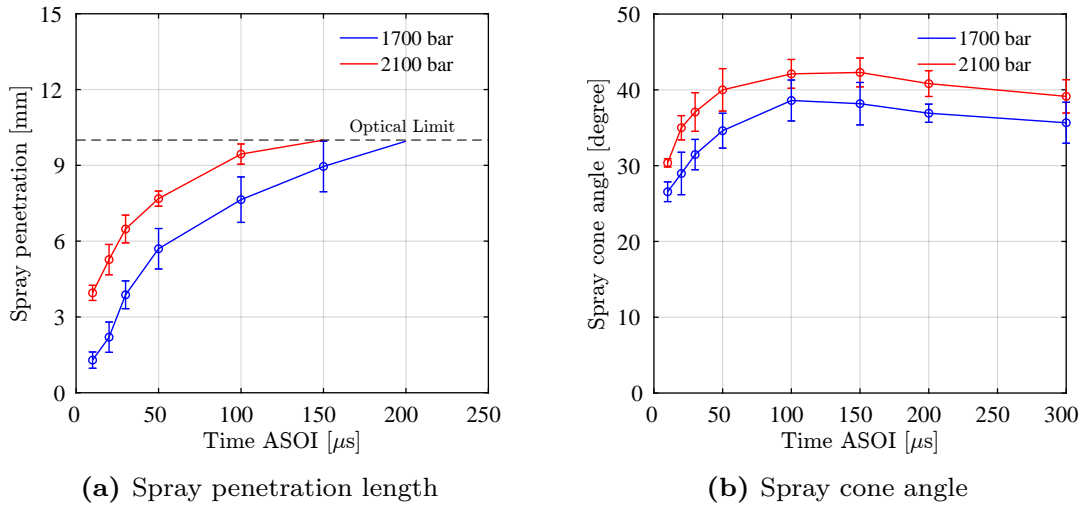 15
12
9
6
3
0
Spray penetration [mm]
1700 bar
2100 bar
Optical Limit
0 50 100 150 200 250
Time ASOI [μs]
(a) Spray penetration length
50
40
30
20
10
0
Spray cone angle [degree]
1700 bar
2100 bar
0 50 100 150 200 250 300
Time ASOI [μs]
(b) Spray cone angle